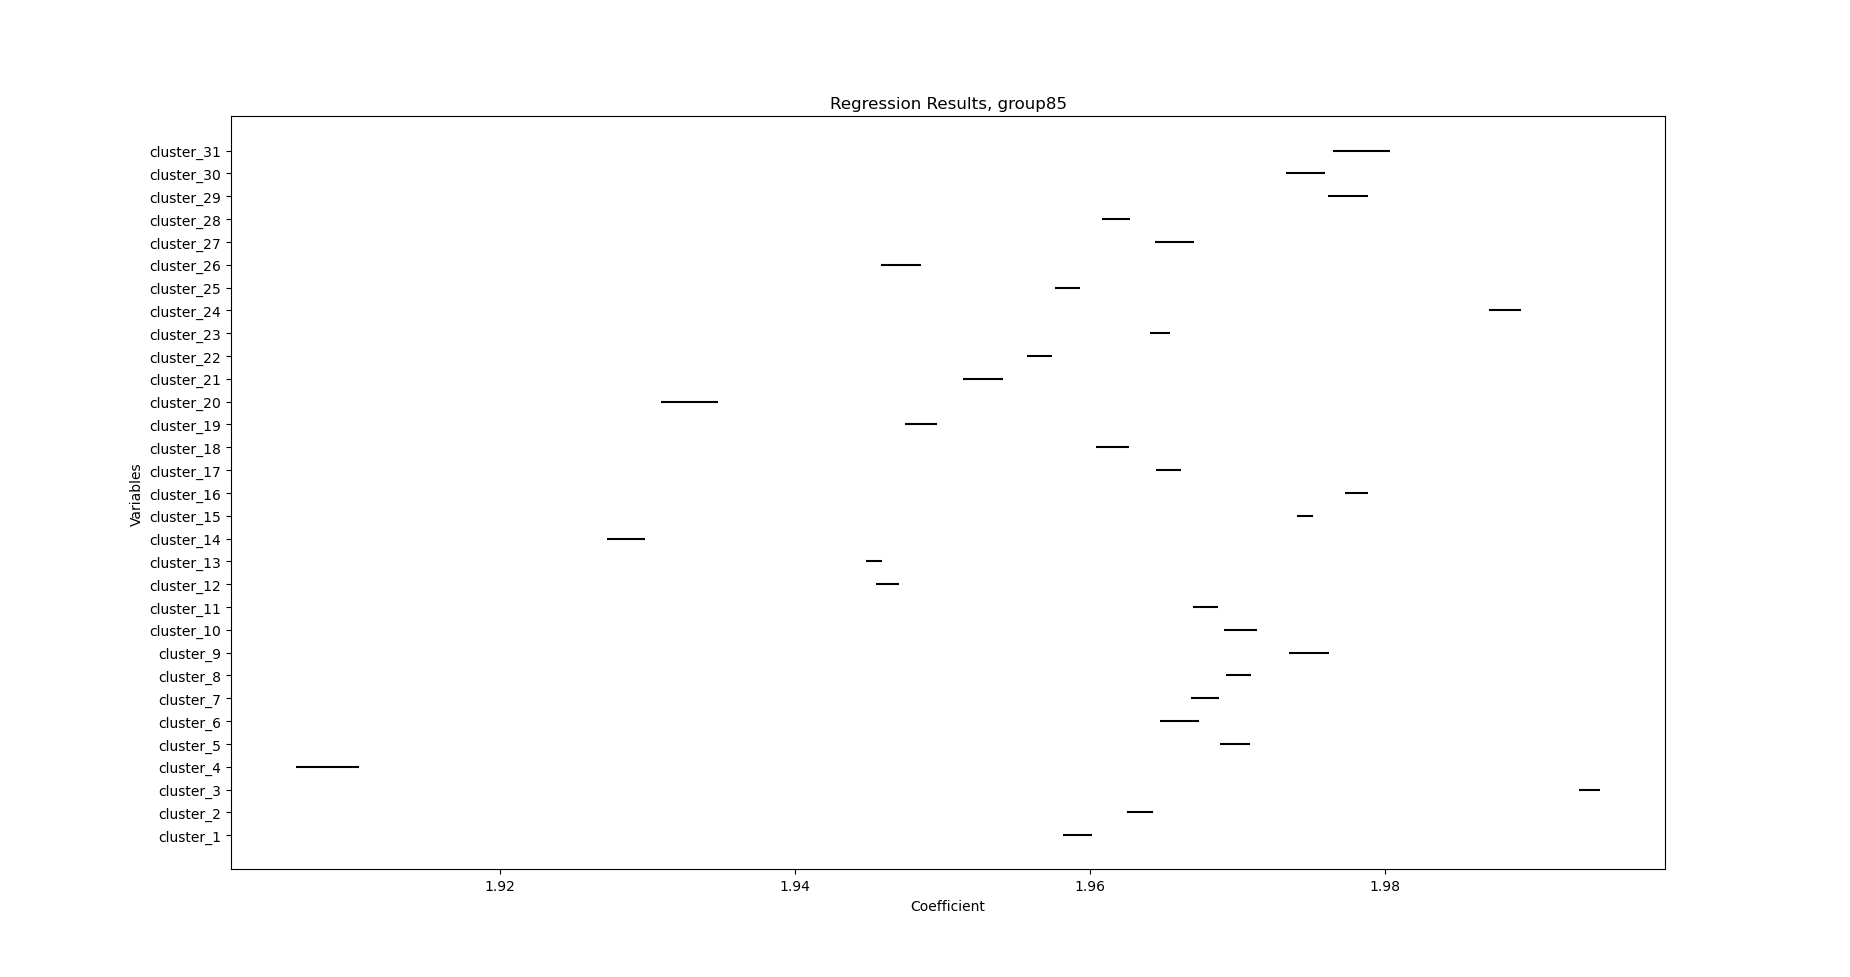 Regression Results, group85
cluster_31
cluster_30
cluster_29
cluster_28
cluster_27
cluster_26
cluster_25
cluster_24
cluster_23
cluster_22
cluster_21
cluster_20
cluster_19
cluster_18
cluster_17
cluster_16
cluster_15
cluster_14
cluster_13
cluster_12
cluster_11
cluster_10
cluster_9
cluster_8
cluster_7
cluster_6
cluster_5
cluster_4
cluster_3
cluster_2
cluster_1
Variables
1.92 1.94 1.96 1.98
Coefficient